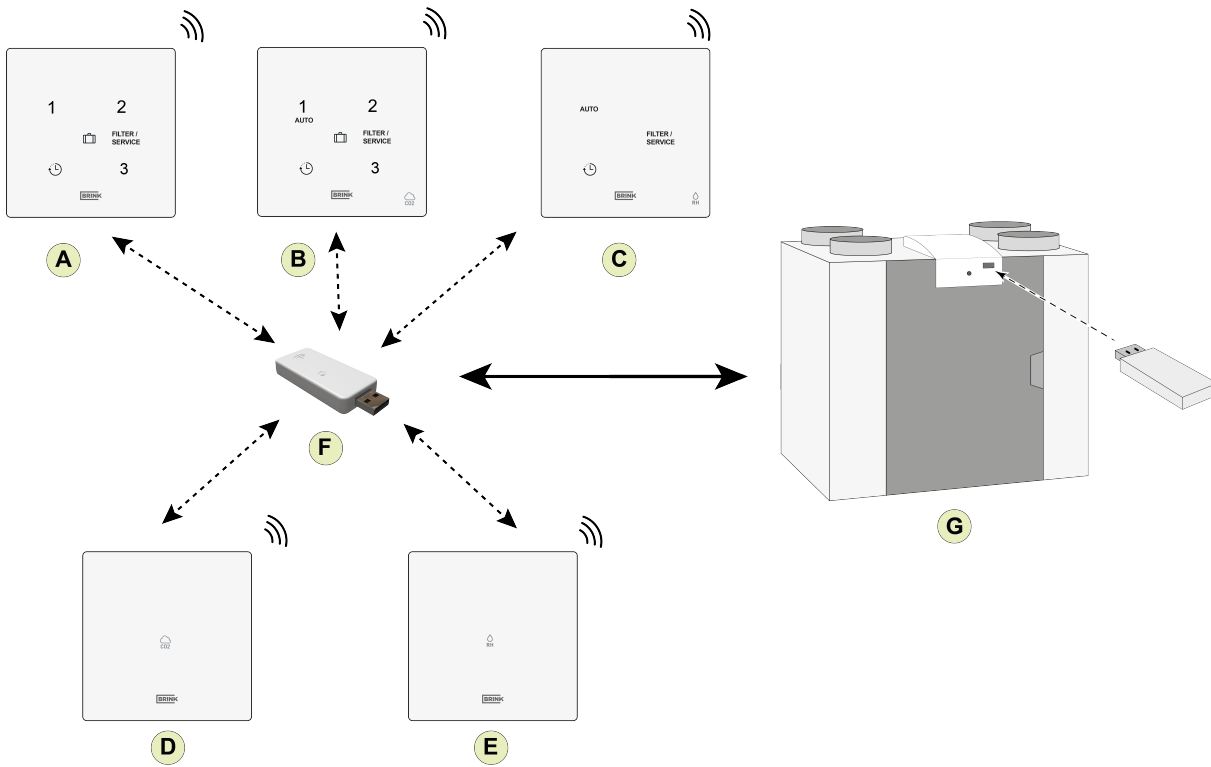 1
2
FILTER /
SERVICE
3
BRINK
1
AUTO
2
FILTER /
SERVICE
3
BRINK
CO2
AUTO
FILTER /
SERVICE
BRINK
RH
A
B
C
F
G
CO2
BRINK
RH
BRINK
D
E